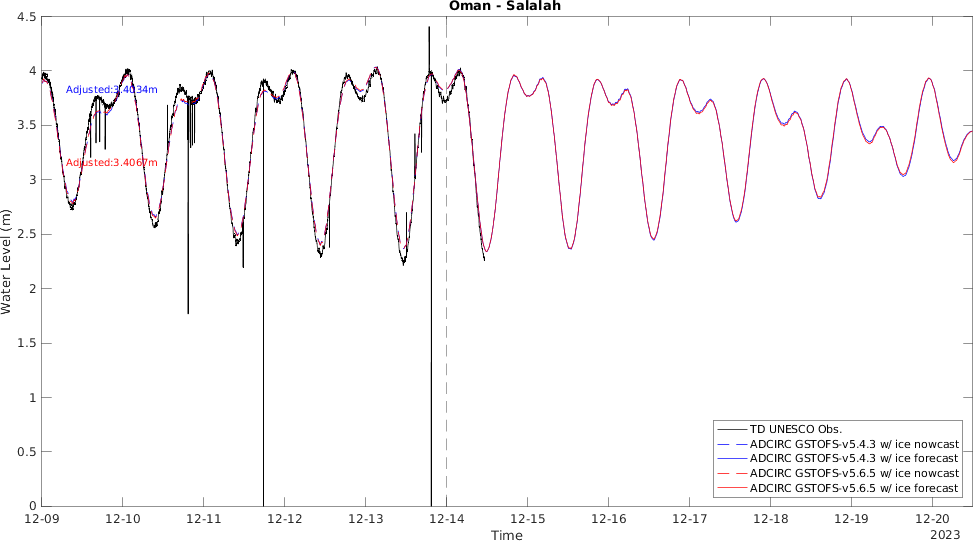 Oman - Salalah
4.5
4
3.5
3
2.5
2
1.5
1
0.5
0
Water Level (m)
Adjusted:3.4034m
Adjusted:3.4067m
TD UNESCO Obs.
ADCIRC GSTOFS-v5.4.3 w/ ice nowcast
ADCIRC GSTOFS-v5.4.3 w/ ice forecast
ADCIRC GSTOFS-v5.6.5 w/ ice nowcast
ADCIRC GSTOFS-v5.6.5 w/ ice forecast
12-09 12-10 12-11 12-12 12-13 12-14 12-15 12-16 12-17 12-18 12-19 12-20
Time
2023